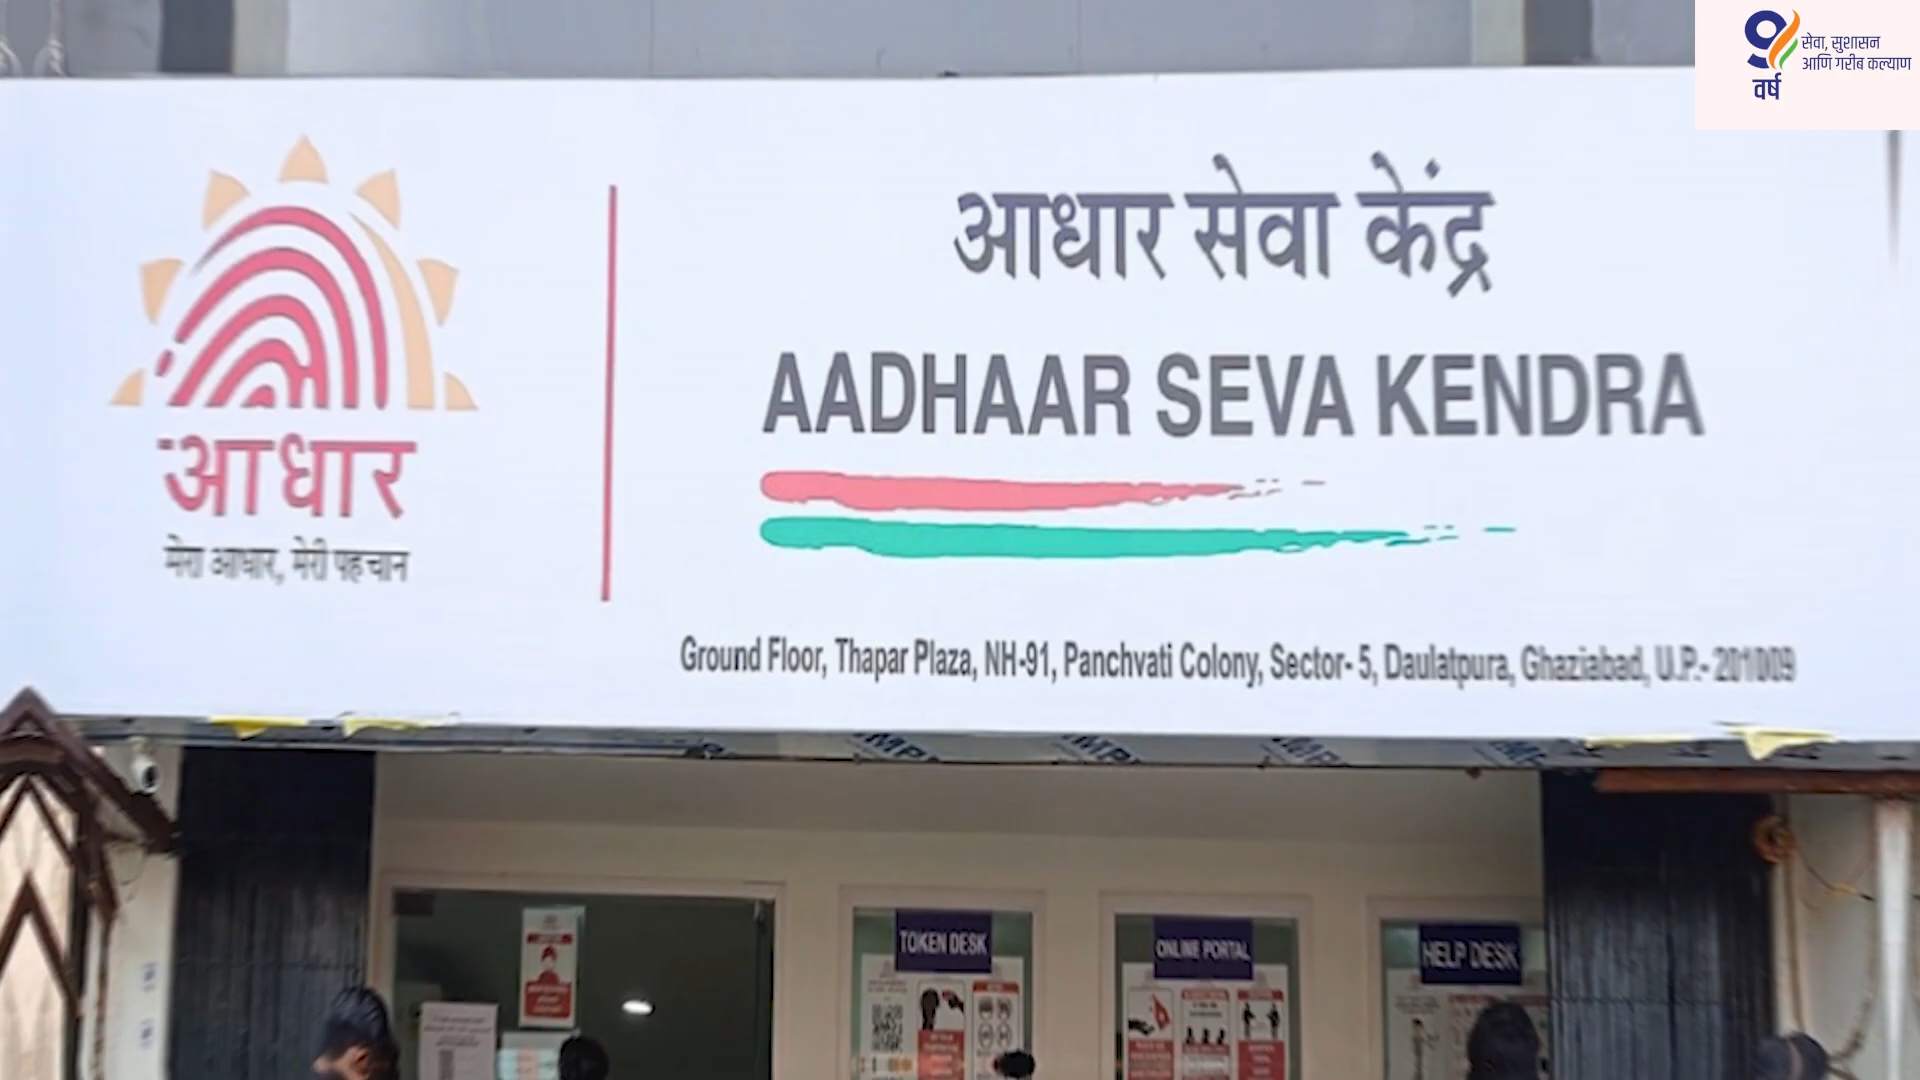 9 वर्ष
सेवा, सुशासन
आणि गरीब कल्याण
आधार
मेरा आधार, मेरी पहचान
आधार सेवा केंद्र
AADHAAR SEVA KENDRA
Ground Floor, Thapar Plaza, NH-91, Panchvati Colony, Sector- 5, Daulatpura, Ghaziabad, U.P.- 201009
TOKEN DESK
ONLINE PORTAL
HELP DESK